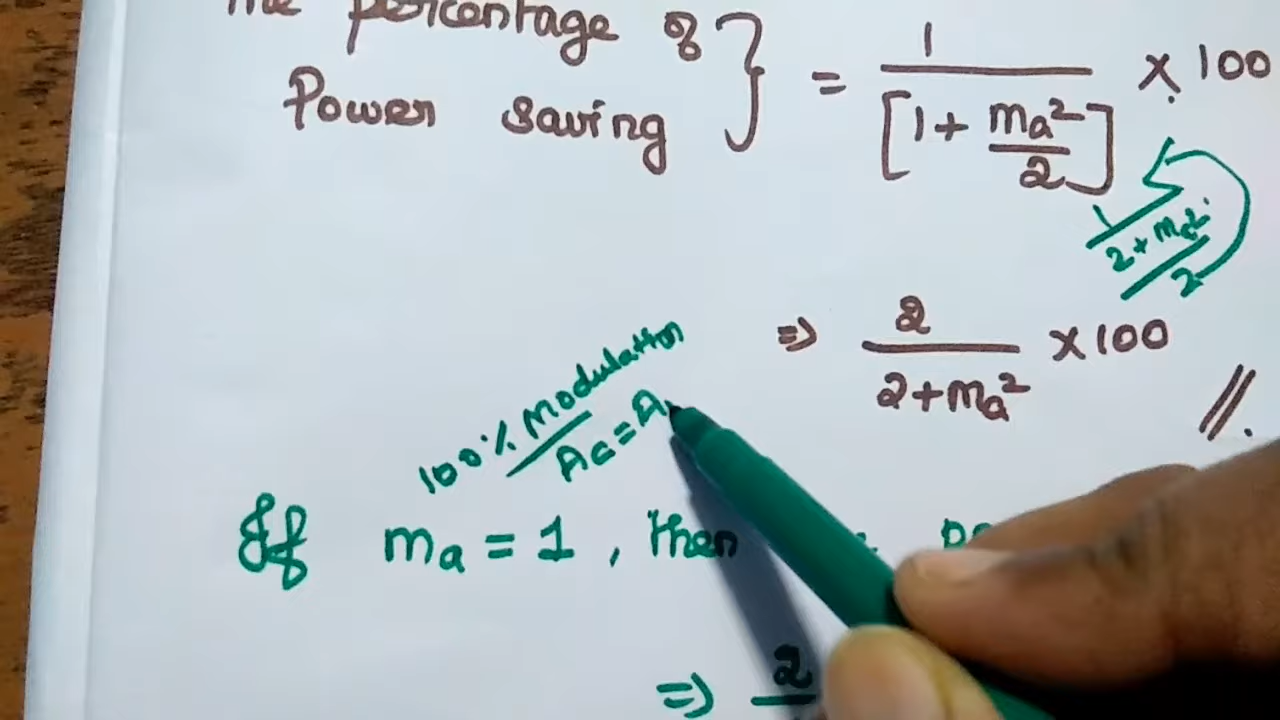 The percentage of } = 1 / [1 + ma²/2] × 100
Power saving
1 / 2 + ma² / 2
=> 2 / 2+ma² ×100 //.
100% Modulation
Ac = A
If ma = 1, then
=> 2